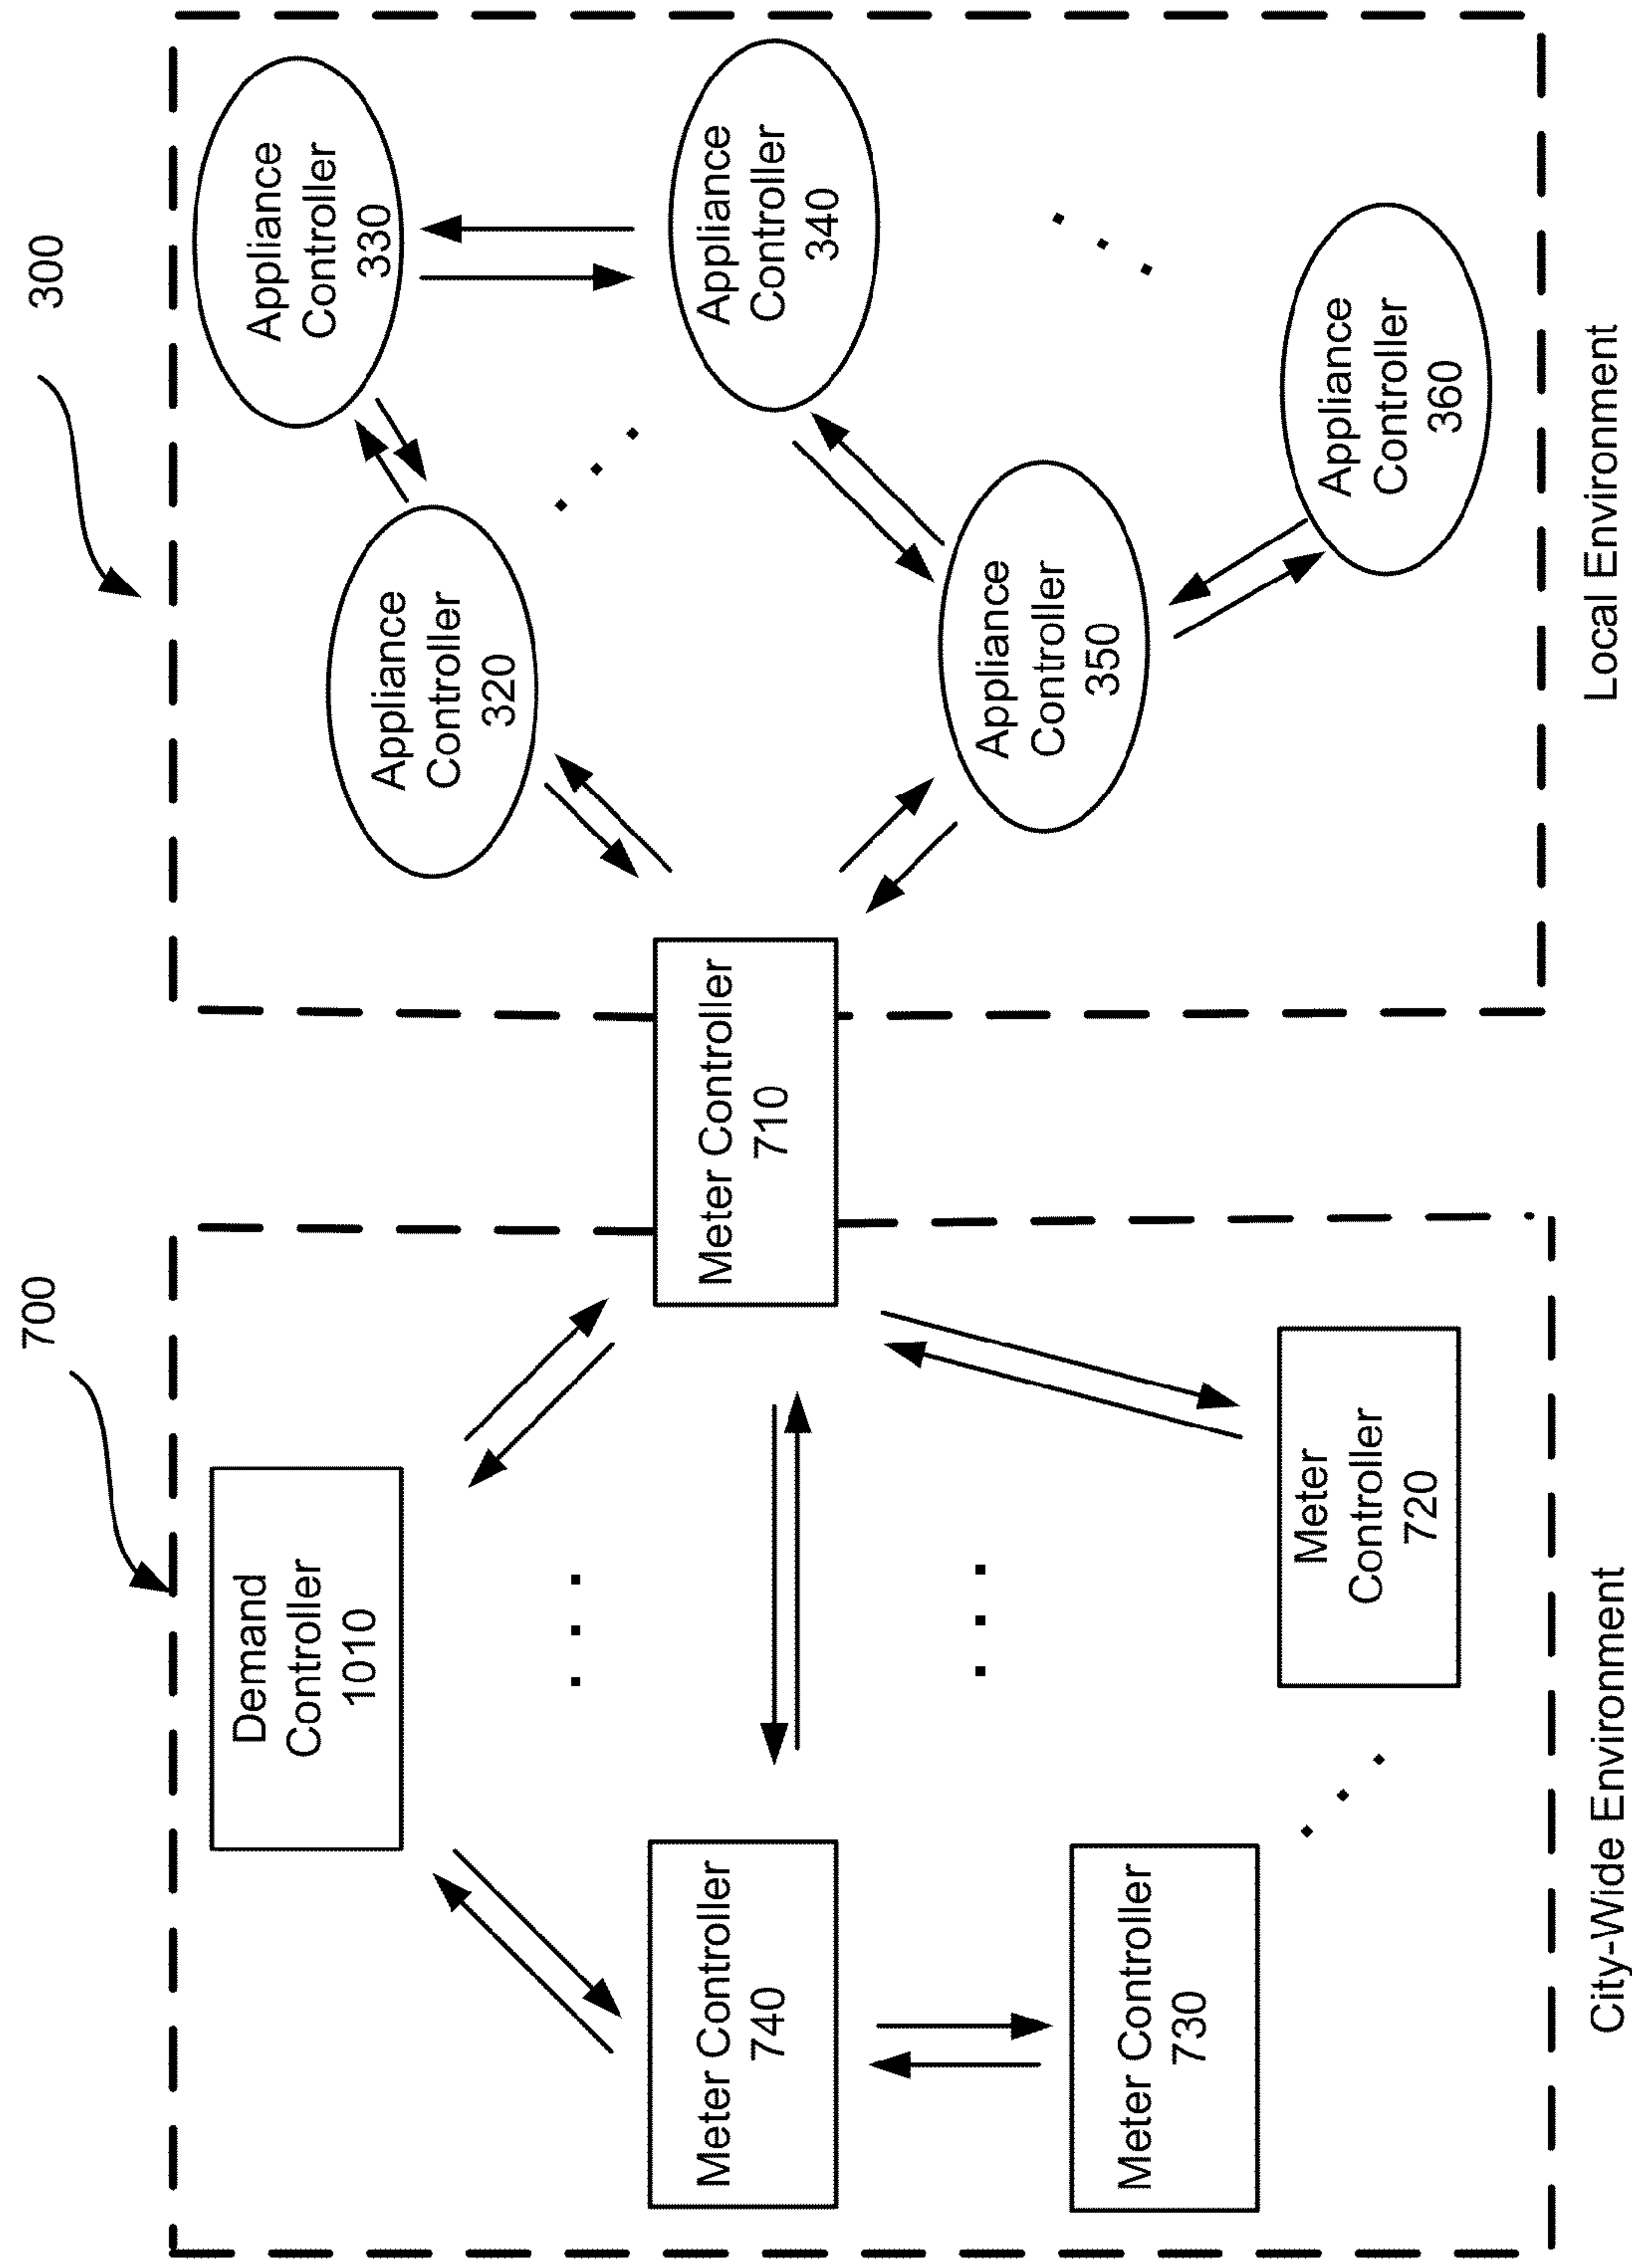 700
300
Demand
Controller
1010
Meter Controller
740
Meter Controller
730
Meter
Controller
720
Meter Controller
710
Appliance
Controller
320
Appliance
Controller
330
Appliance
Controller
340
Appliance
Controller
350
Appliance
Controller
360
City-Wide Environment
Local Environment